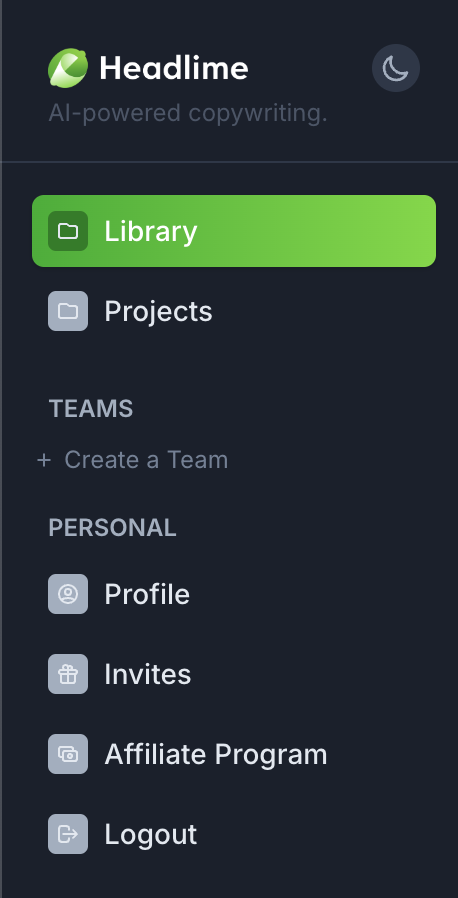 Headlime
AI-powered copywriting.
Library
Projects
TEAMS
+ Create a Team
PERSONAL
Profile
Invites
Affiliate Program
Logout